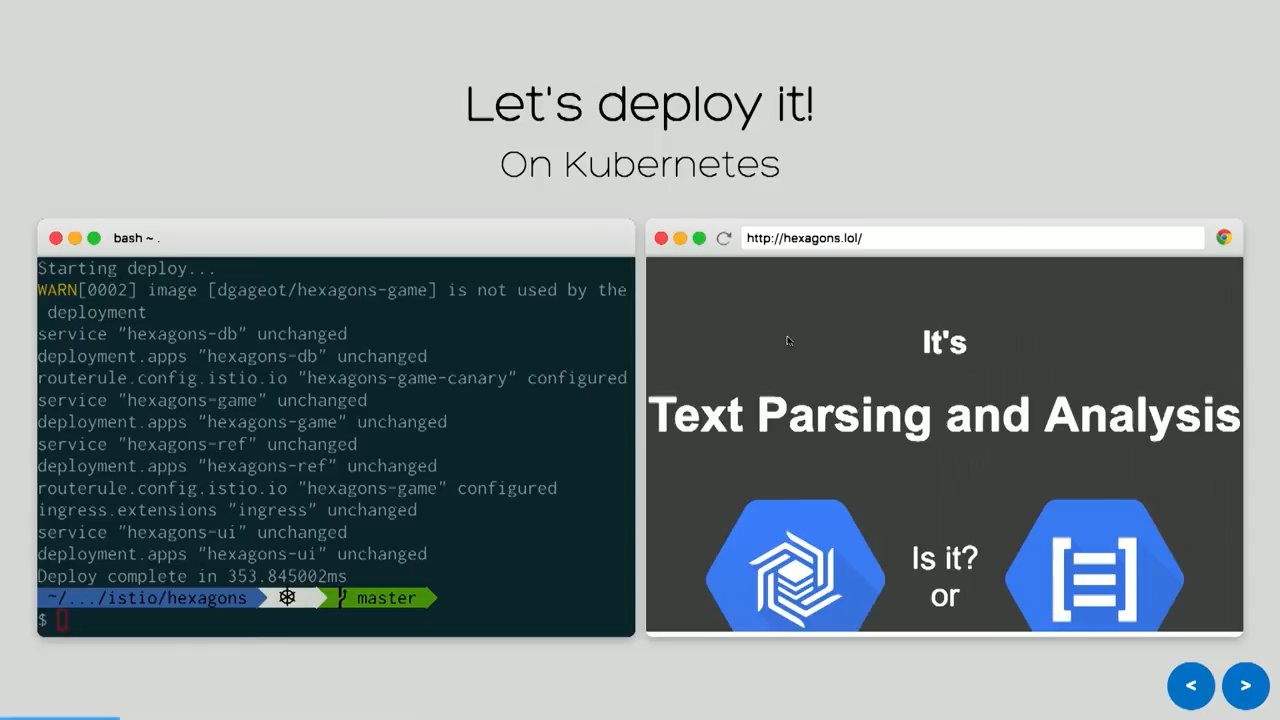 Let's deploy it!
On Kubernetes
bash ~ .
Starting deploy...
WARN[0002] image [dgageot/hexagons-game] is not used by the
deployment
service "hexagons-db" unchanged
deployment.apps "hexagons-db" unchanged
routerule.config.istio.io "hexagons-game-canary" configured
service "hexagons-game" unchanged
deployment.apps "hexagons-game" unchanged
service "hexagons-ref" unchanged
deployment.apps "hexagons-ref" unchanged
routerule.config.istio.io "hexagons-game" configured
ingress.extensions "ingress" unchanged
service "hexagons-ui" unchanged
deployment.apps "hexagons-ui" unchanged
Deploy complete in 353.845002ms
~/.../istio/hexagons master
$
http://hexagons.lol/
It's
Text Parsing and Analysis
Is it?
or
< >